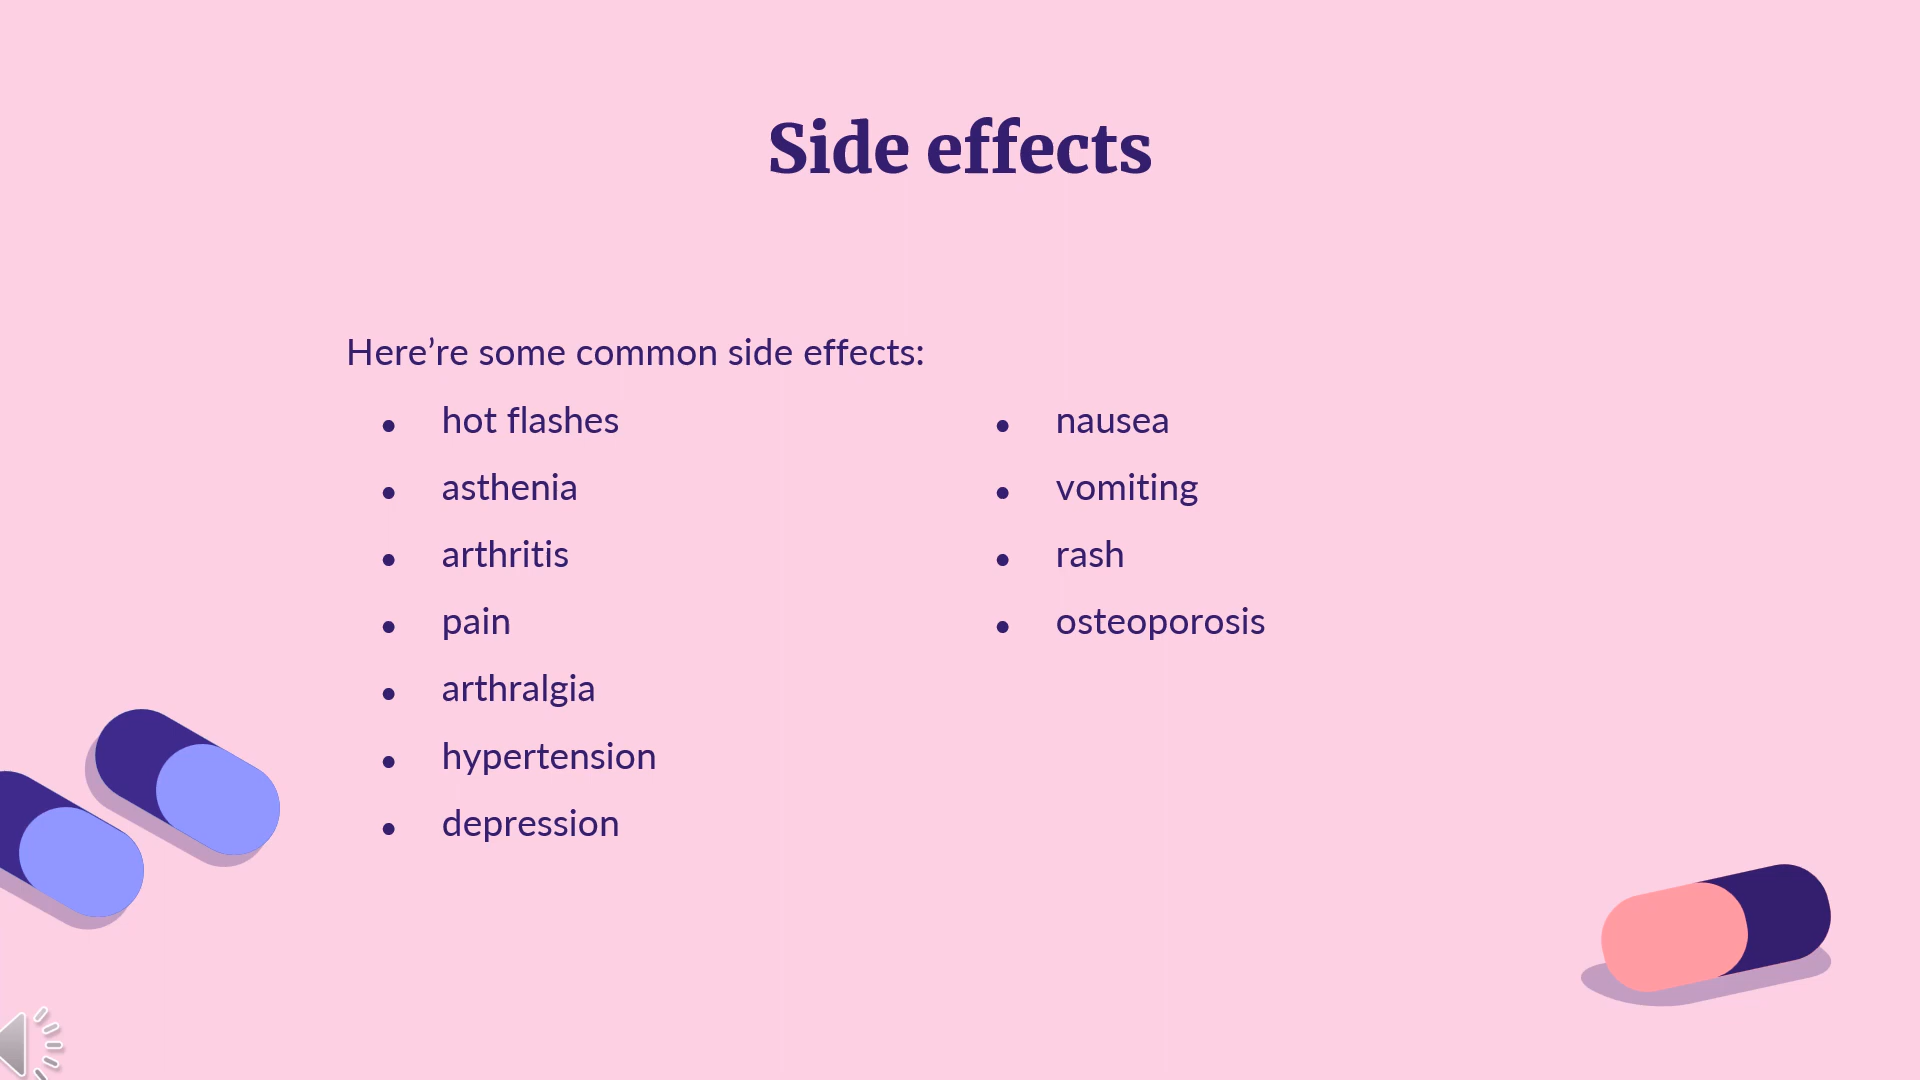 Side effects
Here’re some common side effects:
• hot flashes
• asthenia
• arthritis
• pain
• arthralgia
• hypertension
• depression
• nausea
• vomiting
• rash
• osteoporosis